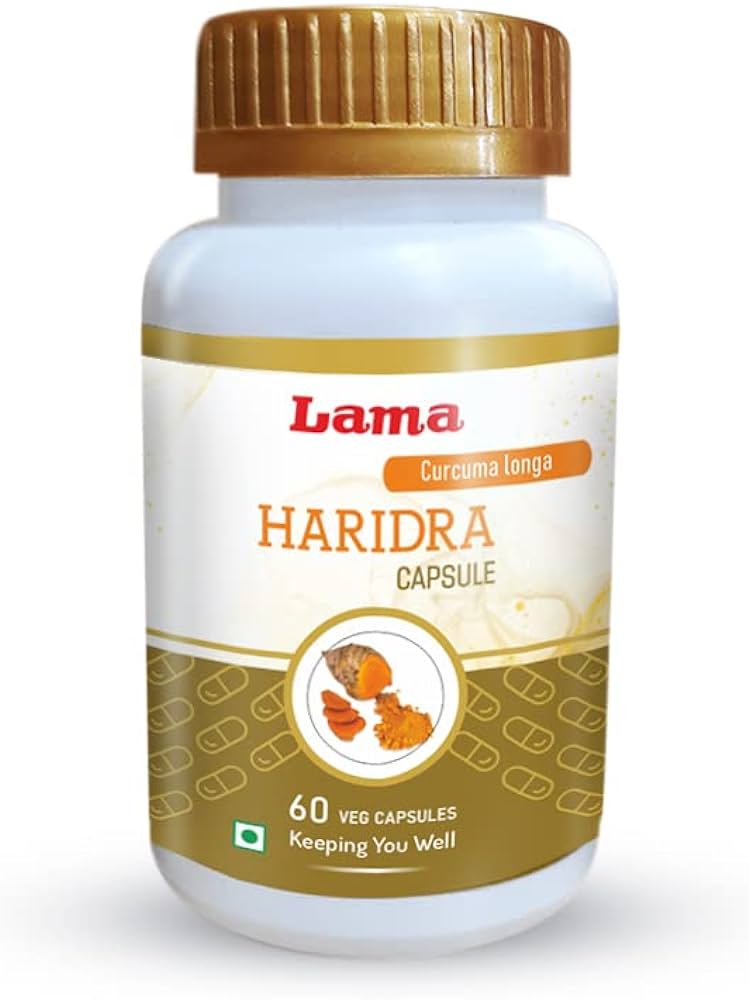 Lama
Curcuma longa
HARIDRA
CAPSULE
60 VEG CAPSULES
Keeping You Well